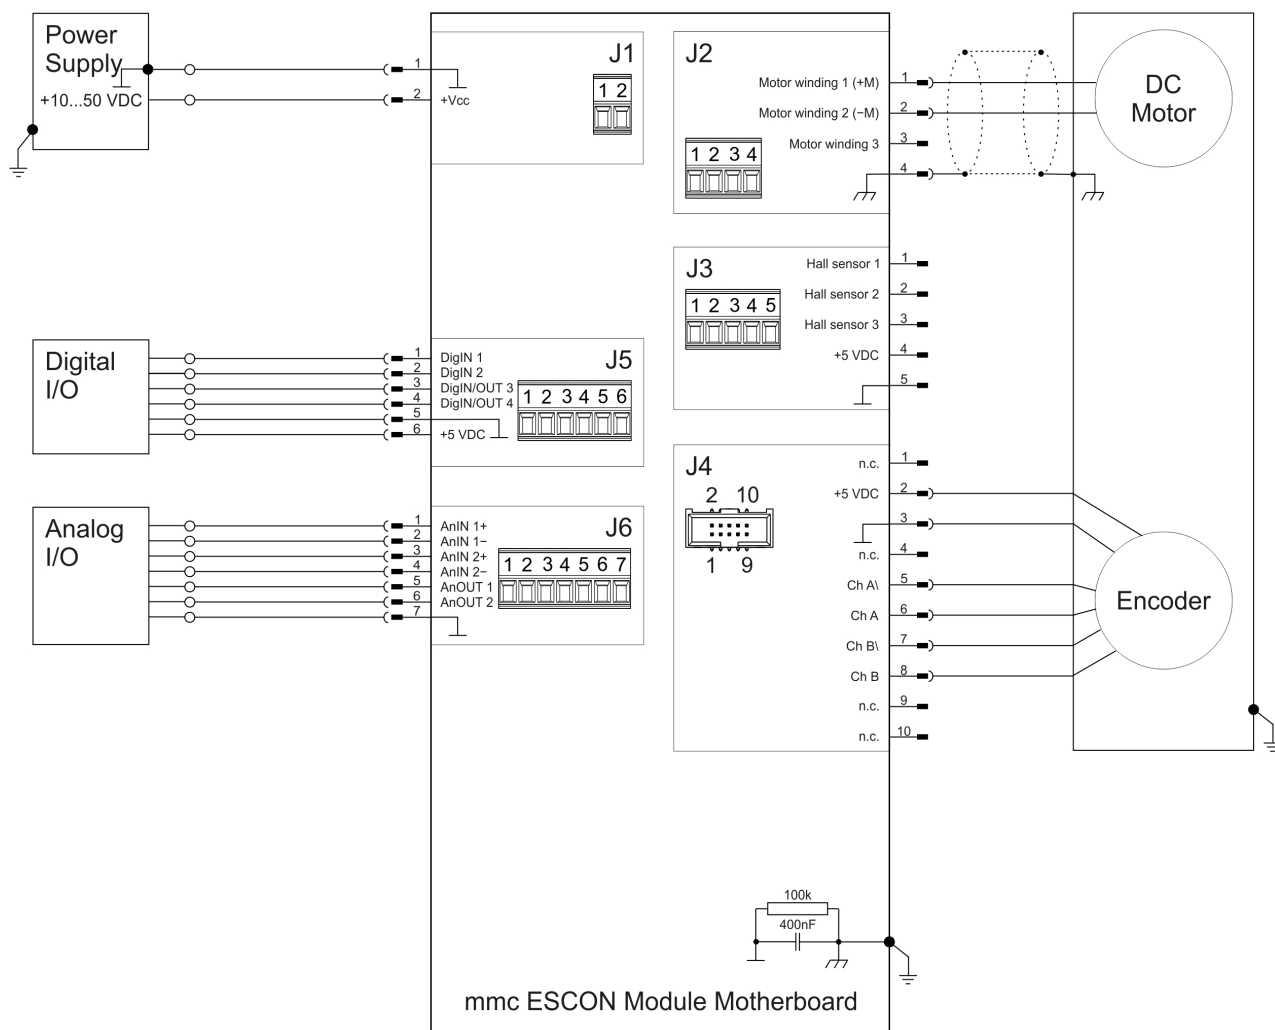 Power
Supply
+10...50 VDC
1
2
+Vcc
J1
1 2
J2
Motor winding 1 (+M)
Motor winding 2 (−M)
Motor winding 3
1 2 3 4
1
2
3
4
DC
Motor
J3
1 2 3 4 5
Hall sensor 1
Hall sensor 2
Hall sensor 3
+5 VDC
1
2
3
4
5
Digital
I/O
1
2
3
4
5
6
DigIN 1
DigIN 2
DigIN/OUT 3
DigIN/OUT 4
+5 VDC
J5
1 2 3 4 5 6
J4
2 10
1 9
n.c.
+5 VDC
n.c.
Ch A\
Ch A
Ch B\
Ch B
n.c.
n.c.
1
2
3
4
5
6
7
8
9
10
Encoder
Analog
I/O
1
2
3
4
5
6
7
AnIN 1+
AnIN 1−
AnIN 2+
AnIN 2−
AnOUT 1
AnOUT 2
J6
1 2 3 4 5 6 7
100k
400nF
mmc ESCON Module Motherboard